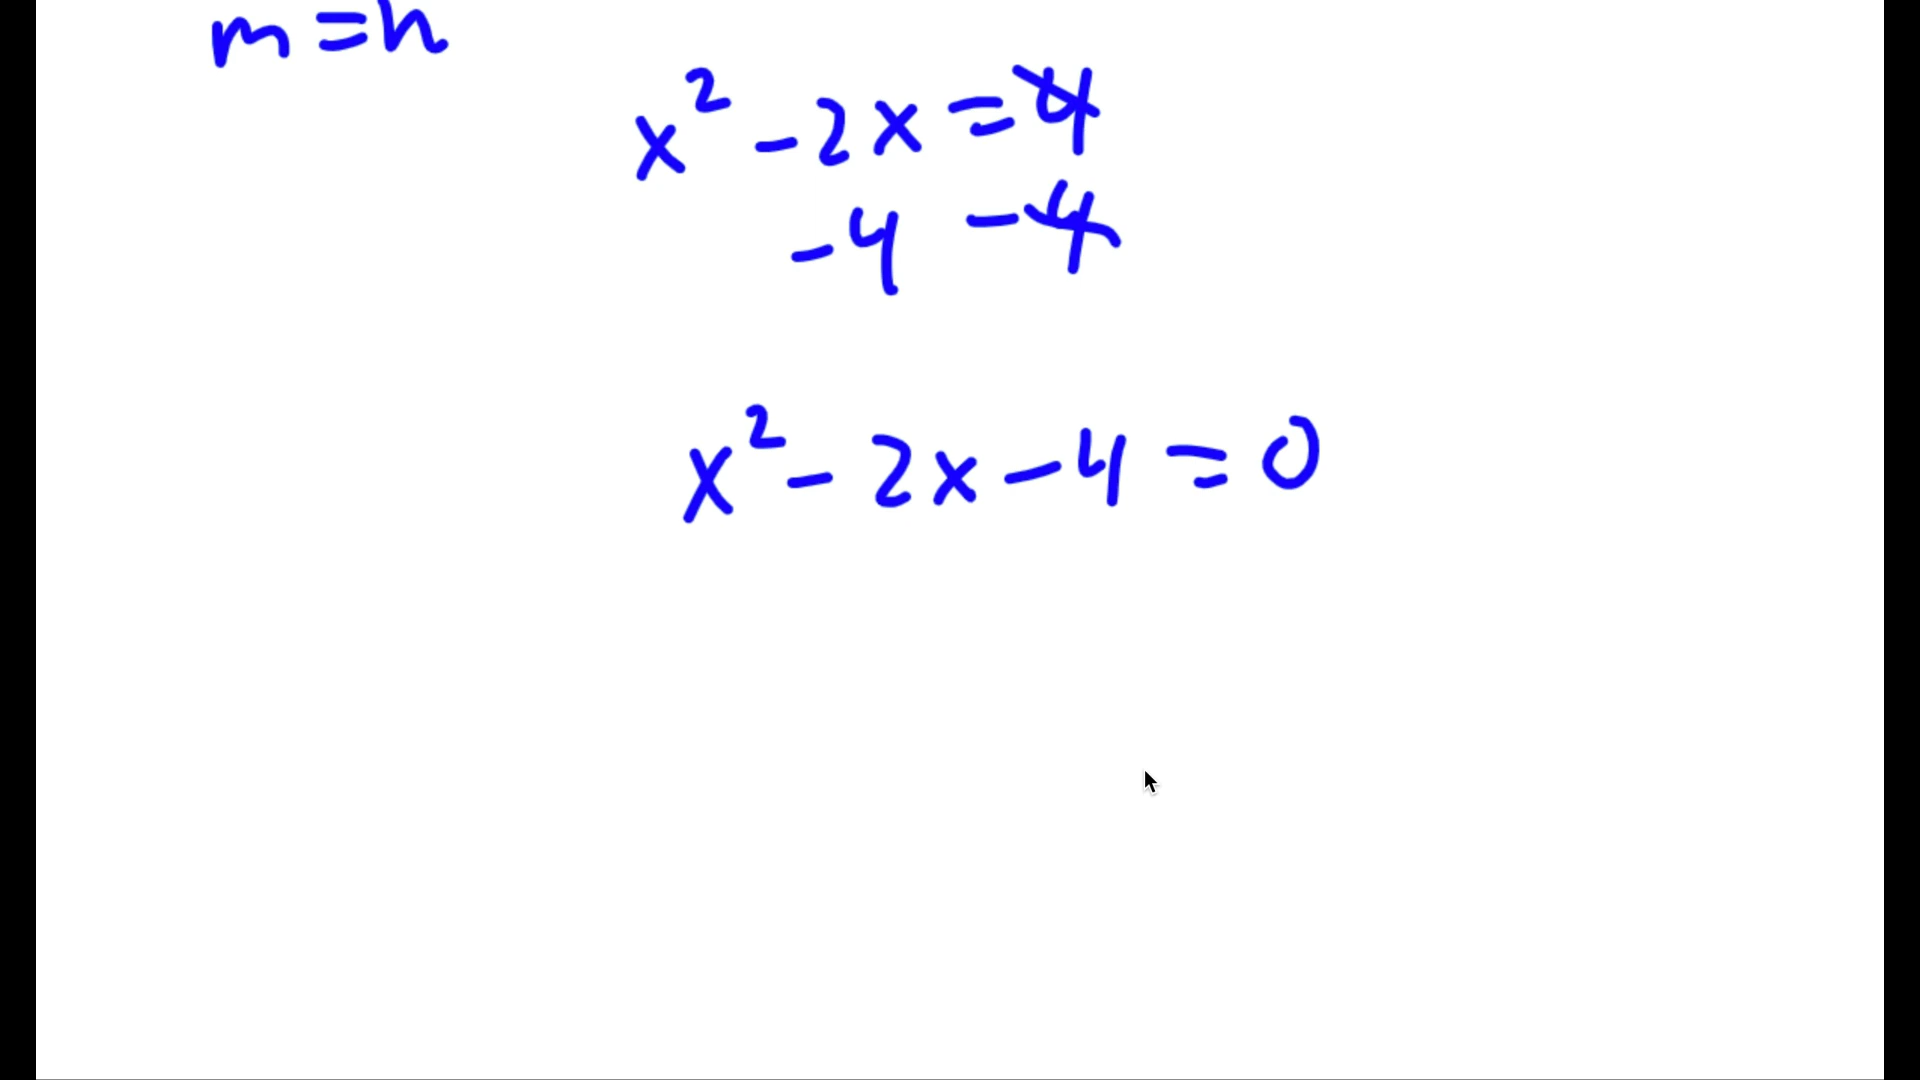 m = n
x² - 2x = 4
- 4 - 4
x² - 2x - 4 = 0